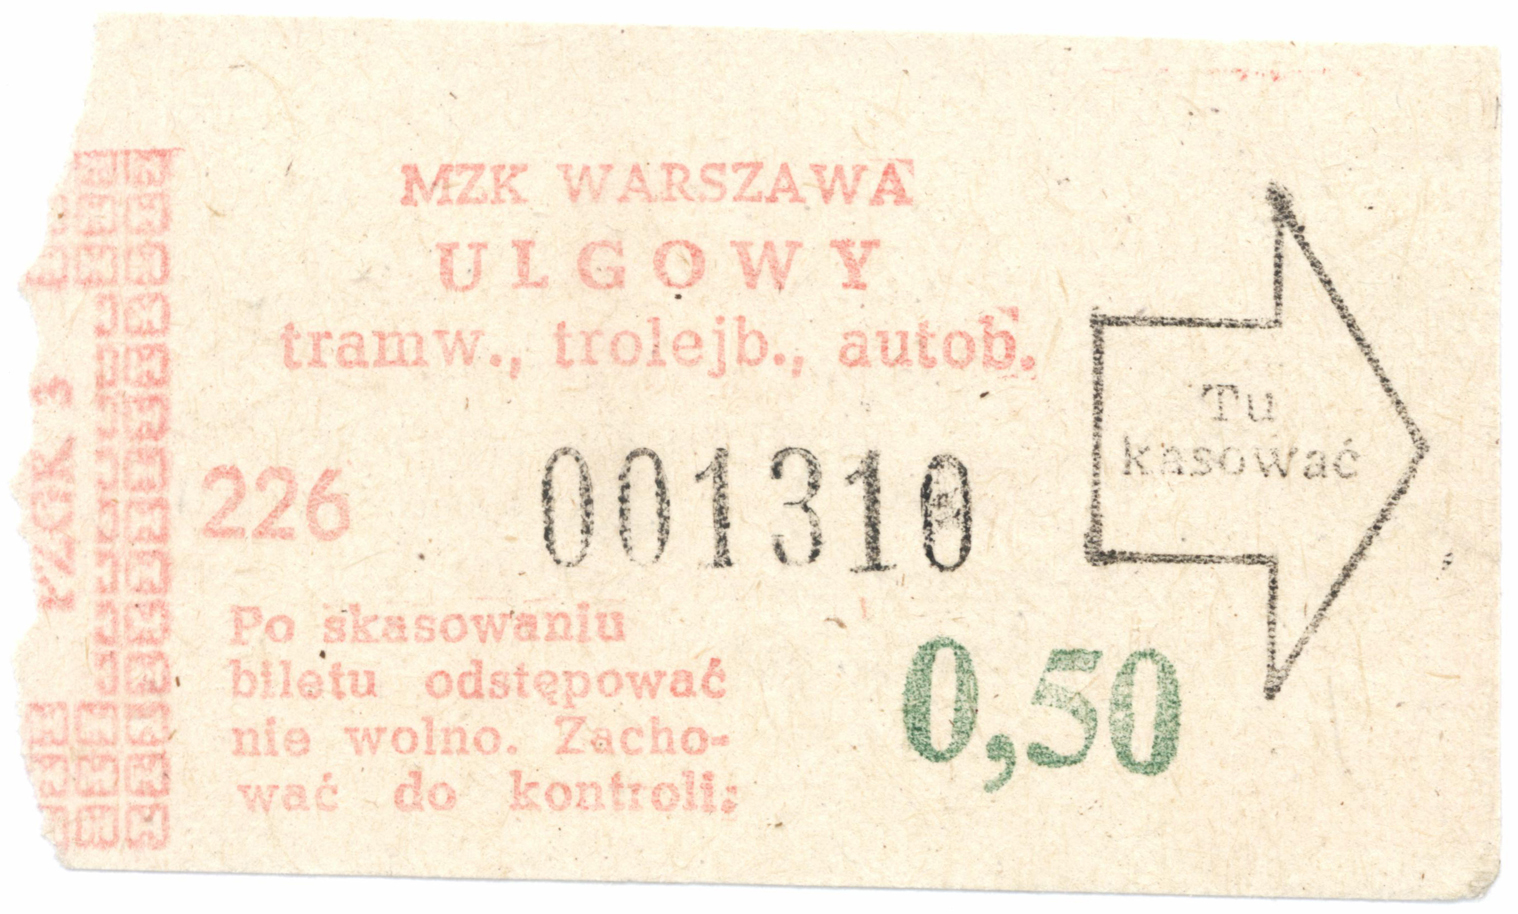 MZK WARSZAWA
ULGOWY
tramw., trolejb., autob.
226
001310
Tu
kasować
Po skasowaniu
biletu odstępować
nie wolno. Zacho-
wać do kontroli.
0,50
PZGK 3